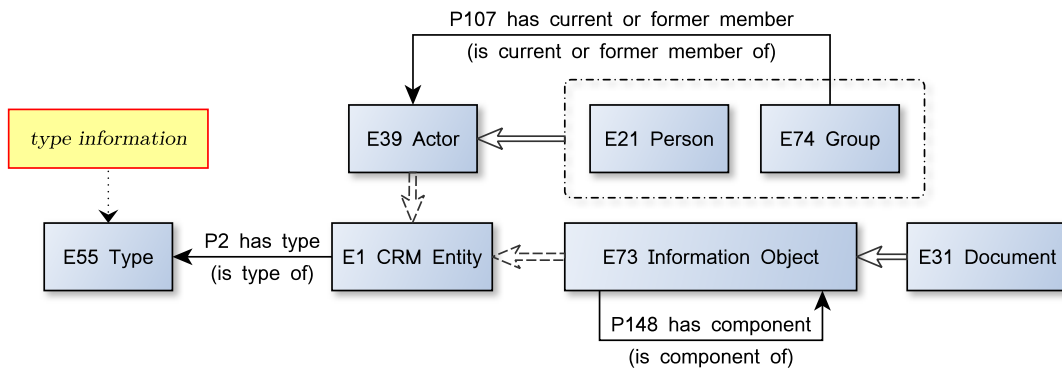 P107 has current or former member
(is current or former member of)
type information
E39 Actor
E21 Person
E74 Group
E55 Type
P2 has type
(is type of)
E1 CRM Entity
E73 Information Object
E31 Document
P148 has component
(is component of)